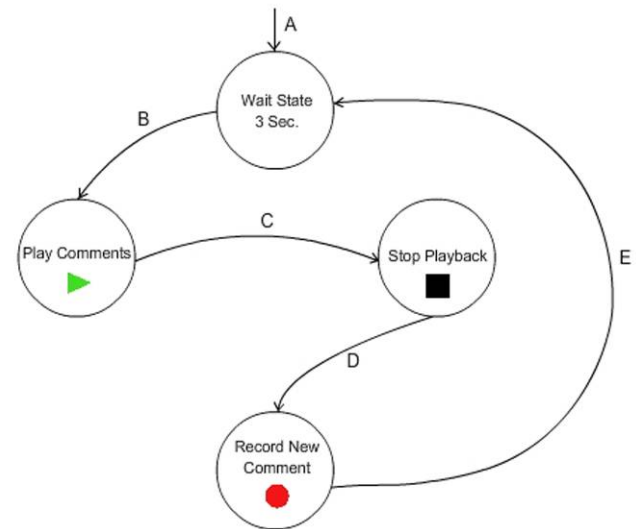 A
Wait State
3 Sec.
B
Play Comments
C
Stop Playback
E
D
Record New
Comment